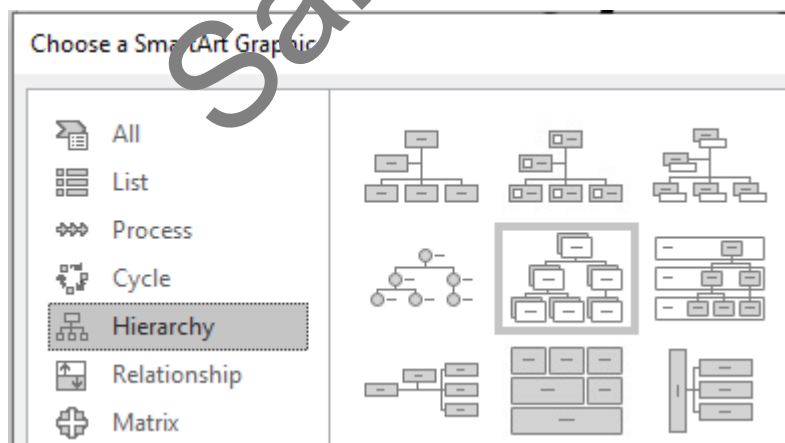 Choose a SmartArt Graphic
All
List
Process
Cycle
Hierarchy
Relationship
Matrix